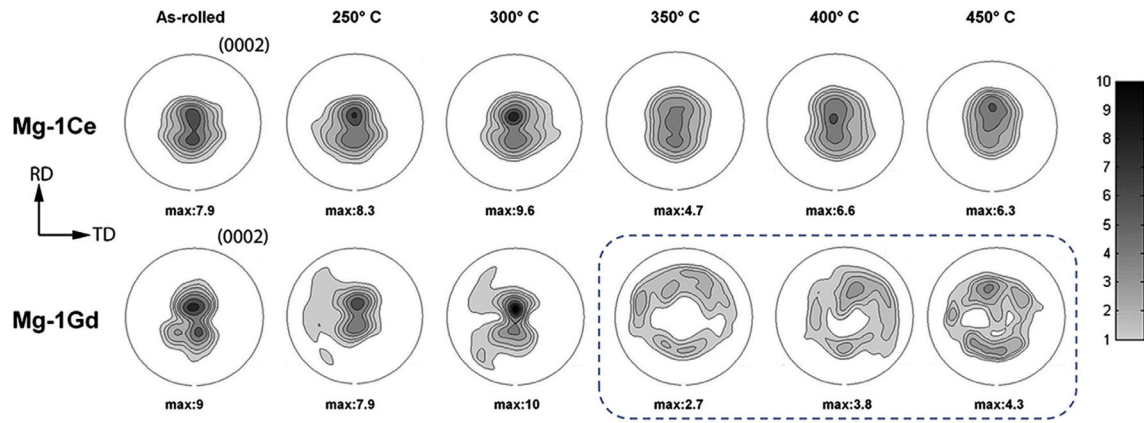 As-rolled 250° C 300° C 350° C 400° C 450° C
(0002)
Mg-1Ce
max:7.9 max:8.3 max:9.6 max:4.7 max:6.6 max:6.3
RD
TD
(0002)
Mg-1Gd
max:9 max:7.9 max:10 max:2.7 max:3.8 max:4.3
10
9
8
7
6
5
4
3
2
1